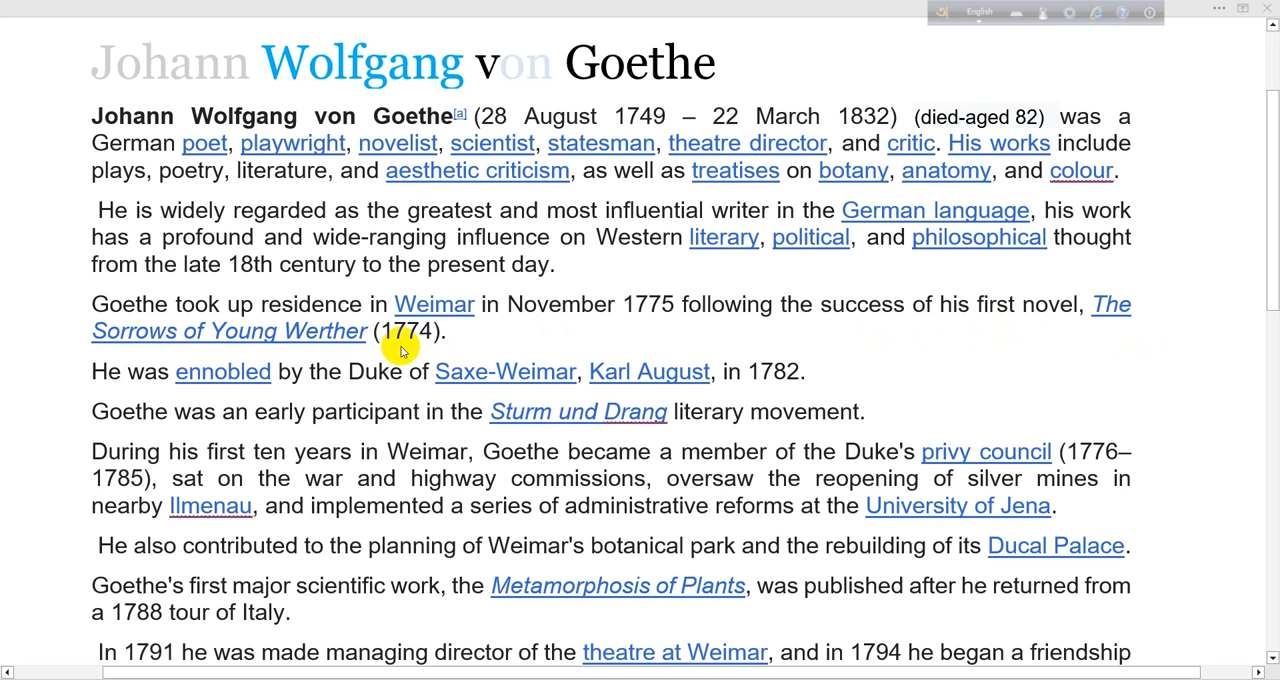 English
Johann Wolfgang von Goethe
Johann Wolfgang von Goethe[a] (28 August 1749 – 22 March 1832) (died-aged 82) was a
German poet, playwright, novelist, scientist, statesman, theatre director, and critic. His works include
plays, poetry, literature, and aesthetic criticism, as well as treatises on botany, anatomy, and colour.
He is widely regarded as the greatest and most influential writer in the German language, his work
has a profound and wide-ranging influence on Western literary, political, and philosophical thought
from the late 18th century to the present day.
Goethe took up residence in Weimar in November 1775 following the success of his first novel, The
Sorrows of Young Werther (1774).
He was ennobled by the Duke of Saxe-Weimar, Karl August, in 1782.
Goethe was an early participant in the Sturm und Drang literary movement.
During his first ten years in Weimar, Goethe became a member of the Duke's privy council (1776–
1785), sat on the war and highway commissions, oversaw the reopening of silver mines in
nearby Ilmenau, and implemented a series of administrative reforms at the University of Jena.
He also contributed to the planning of Weimar's botanical park and the rebuilding of its Ducal Palace.
Goethe's first major scientific work, the Metamorphosis of Plants, was published after he returned from
a 1788 tour of Italy.
In 1791 he was made managing director of the theatre at Weimar, and in 1794 he began a friendship